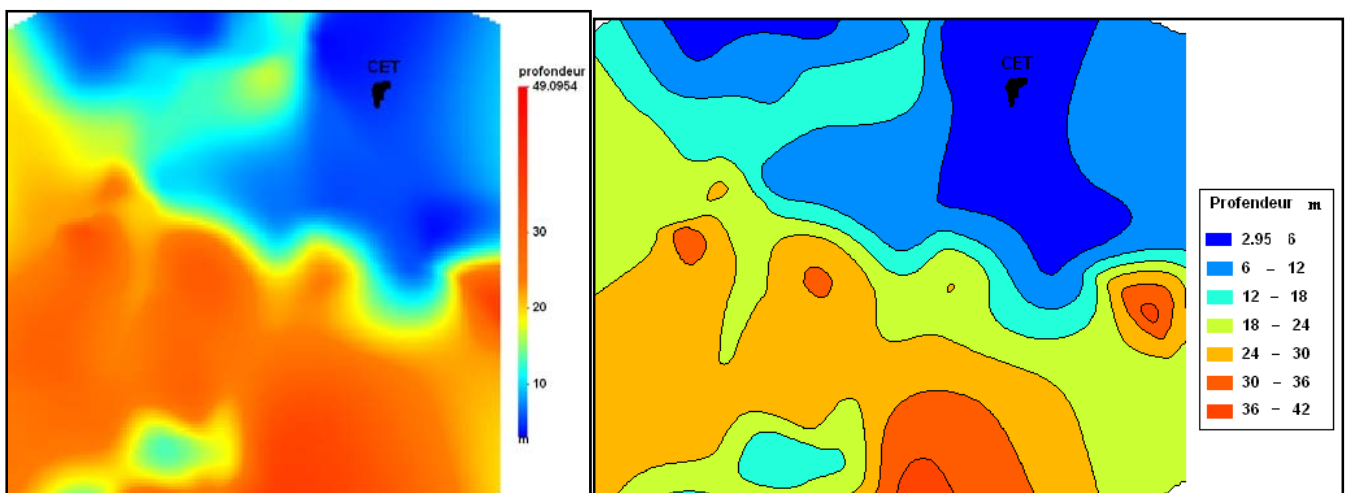 CET
profondeur
49,0954
30
20
10
m
CET
Profendeur m
2.95 6
6 – 12
12 – 18
18 – 24
24 – 30
30 – 36
36 – 42